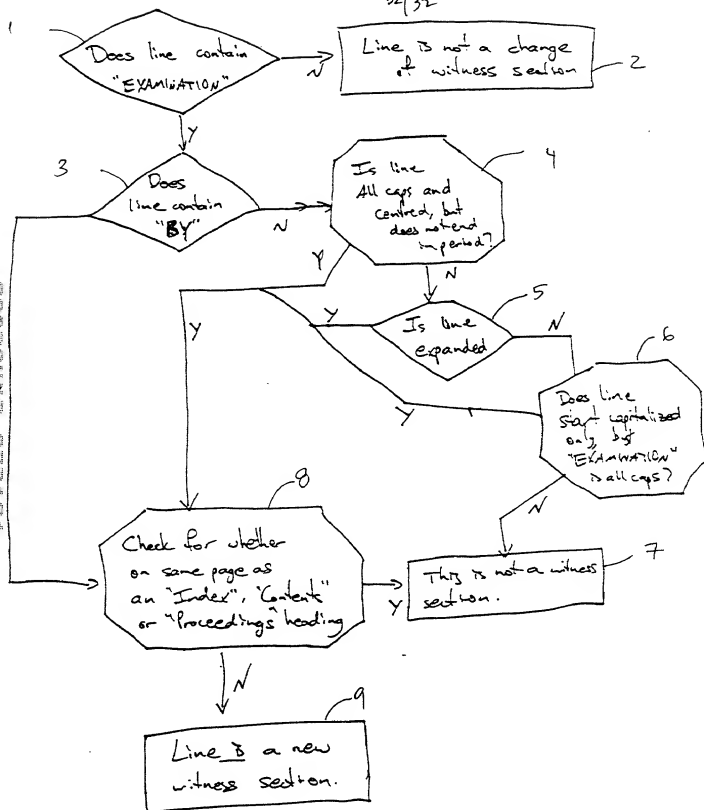 32/32
1
Does line contain
"EXAMINATION"
N
Line is not a change
of witness section
2
Y
3
Does
line contain
"BY"
N
4
Is line
All caps and
centred, but
does not end
in period?
Y
N
5
Is line
expanded
Y
N
6
Does line
start capitalized
only, but
"EXAMINATION"
is all caps?
Y
N
Y
8
Check for whether
on same page as
an "Index", "Contents"
or "Proceedings" heading
Y
7
This is not a witness
section.
N
9
Line is a new
witness section.